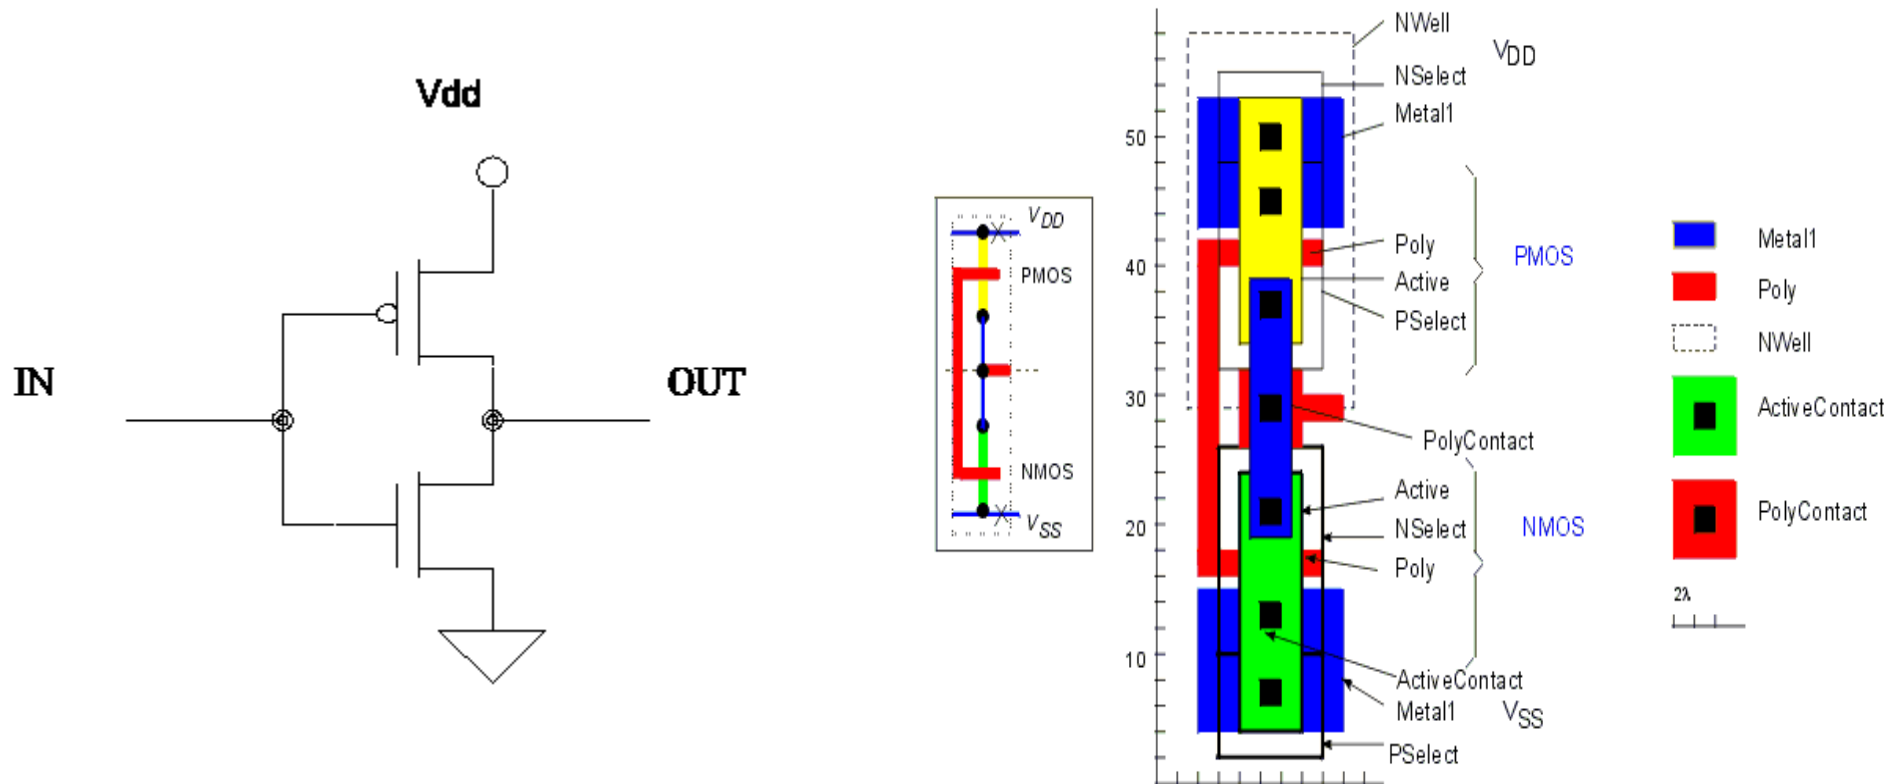 Vdd
IN
OUT
VDD
PMOS
NMOS
VSS
50
40
30
20
10
NWell
VDD
NSelect
Metal1
Poly
Active
PSelect
PMOS
PolyContact
Active
NSelect
Poly
NMOS
ActiveContact
Metal1
VSS
PSelect
Metal1
Poly
NWell
ActiveContact
PolyContact
2λ